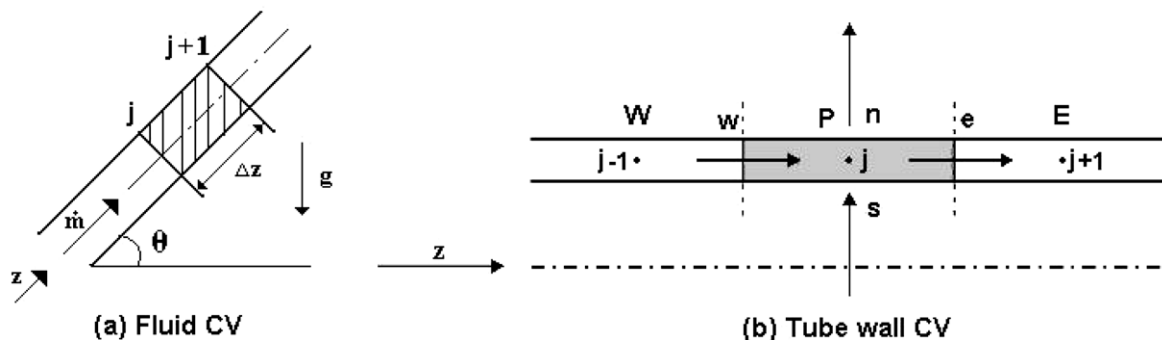 j+1
j
Δz
g
ṁ
θ
z
(a) Fluid CV
W w P n e E
j-1 j j+1
s
z
(b) Tube wall CV